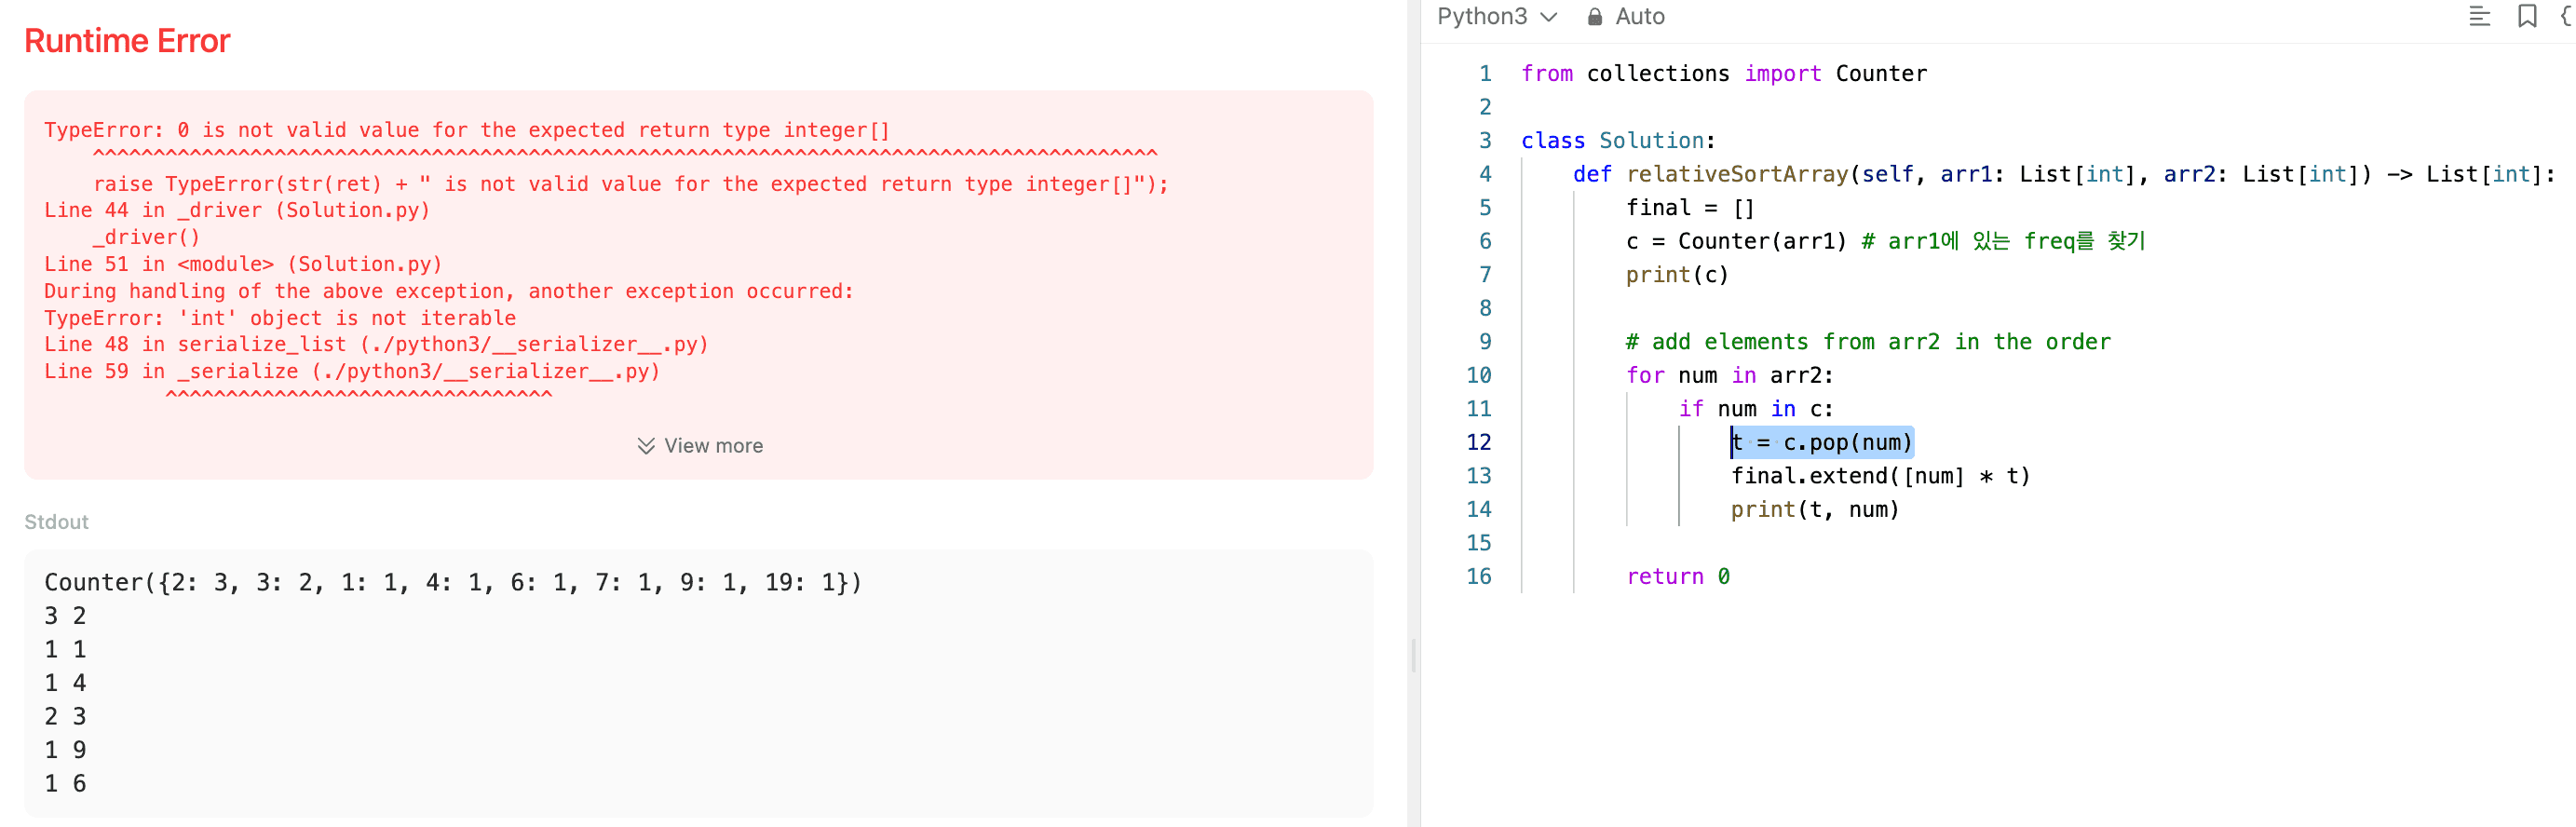 Runtime Error
TypeError: 0 is not valid value for the expected return type integer[]
^^^^^^^^^^^^^^^^^^^^^^^^^^^^^^^^^^^^^^^^^^^^^^^^^^^^^^^^^^^^^^^^^^^^^^^^^^^^^^^^^^^^^^^^
raise TypeError(str(ret) + " is not valid value for the expected return type integer[]");
Line 44 in _driver (Solution.py)
_driver()
Line 51 in <module> (Solution.py)
During handling of the above exception, another exception occurred:
TypeError: 'int' object is not iterable
Line 48 in serialize_list (./python3/__serializer__.py)
Line 59 in _serialize (./python3/__serializer__.py)
^^^^^^^^^^^^^^^^^^^^^^^^^^^^^^^^
View more
Stdout
Counter({2: 3, 3: 2, 1: 1, 4: 1, 6: 1, 7: 1, 9: 1, 19: 1})
3 2
1 1
1 4
2 3
1 9
1 6
Python3 Auto
1 from collections import Counter
2
3 class Solution:
4 def relativeSortArray(self, arr1: List[int], arr2: List[int]) -> List[int]:
5 final = []
6 c = Counter(arr1) # arr1에 있는 freq를 찾기
7 print(c)
8
9 # add elements from arr2 in the order
10 for num in arr2:
11 if num in c:
12 t = c.pop(num)
13 final.extend([num] * t)
14 print(t, num)
15
16 return 0